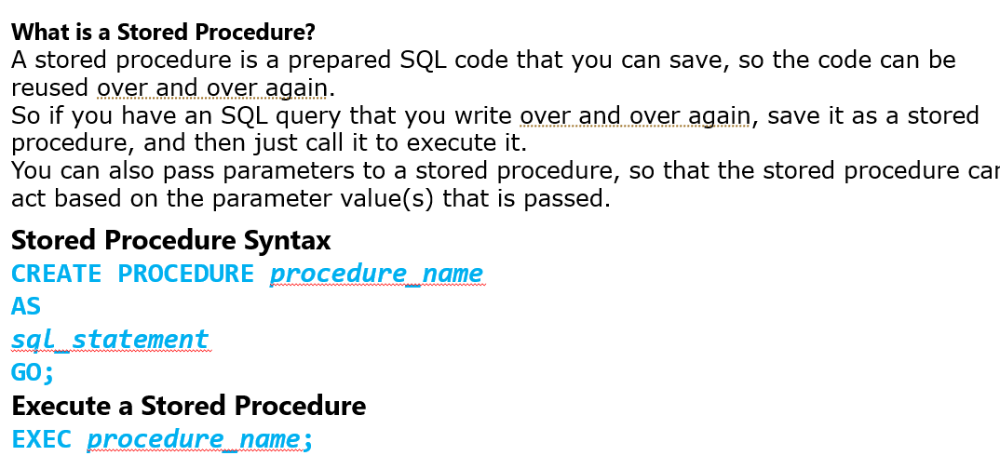 What is a Stored Procedure?
A stored procedure is a prepared SQL code that you can save, so the code can be
reused over and over again.
So if you have an SQL query that you write over and over again, save it as a stored
procedure, and then just call it to execute it.
You can also pass parameters to a stored procedure, so that the stored procedure can
act based on the parameter value(s) that is passed.
Stored Procedure Syntax
CREATE PROCEDURE procedure_name
AS
sql_statement
GO;
Execute a Stored Procedure
EXEC procedure_name;